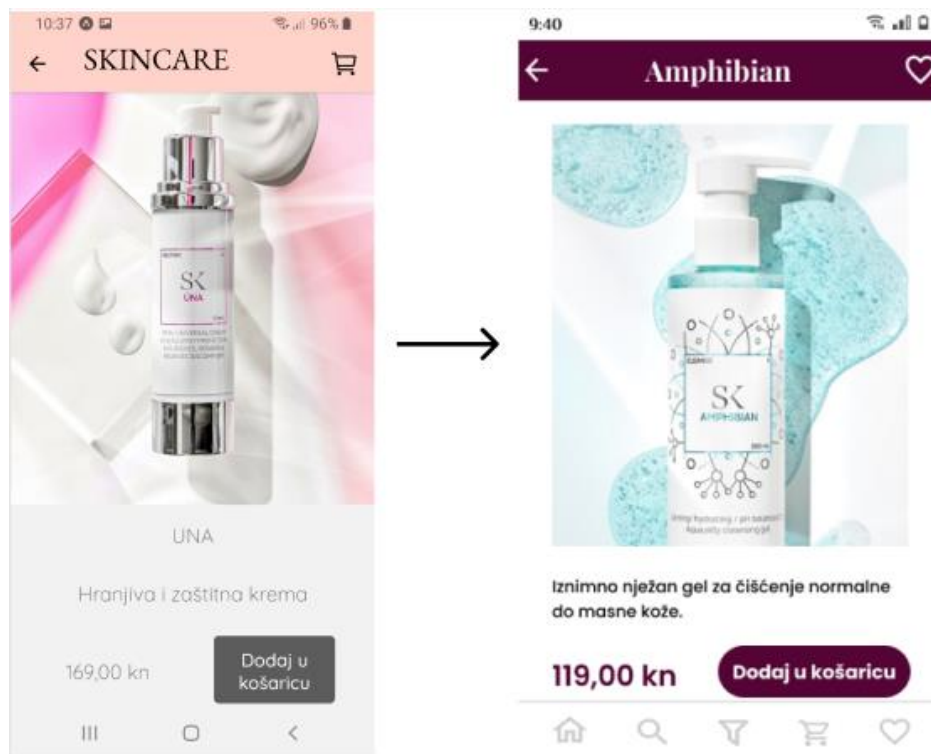 10:37
96%
SKINCARE
SK
UNA
UNA
Hranjiva i zaštitna krema
169,00 kn
Dodaj u
košaricu
9:40
Amphibian
SK
AMPHIBIAN
Iznimno nježan gel za čišćenje normalne
do masne kože.
119,00 kn
Dodaj u košaricu